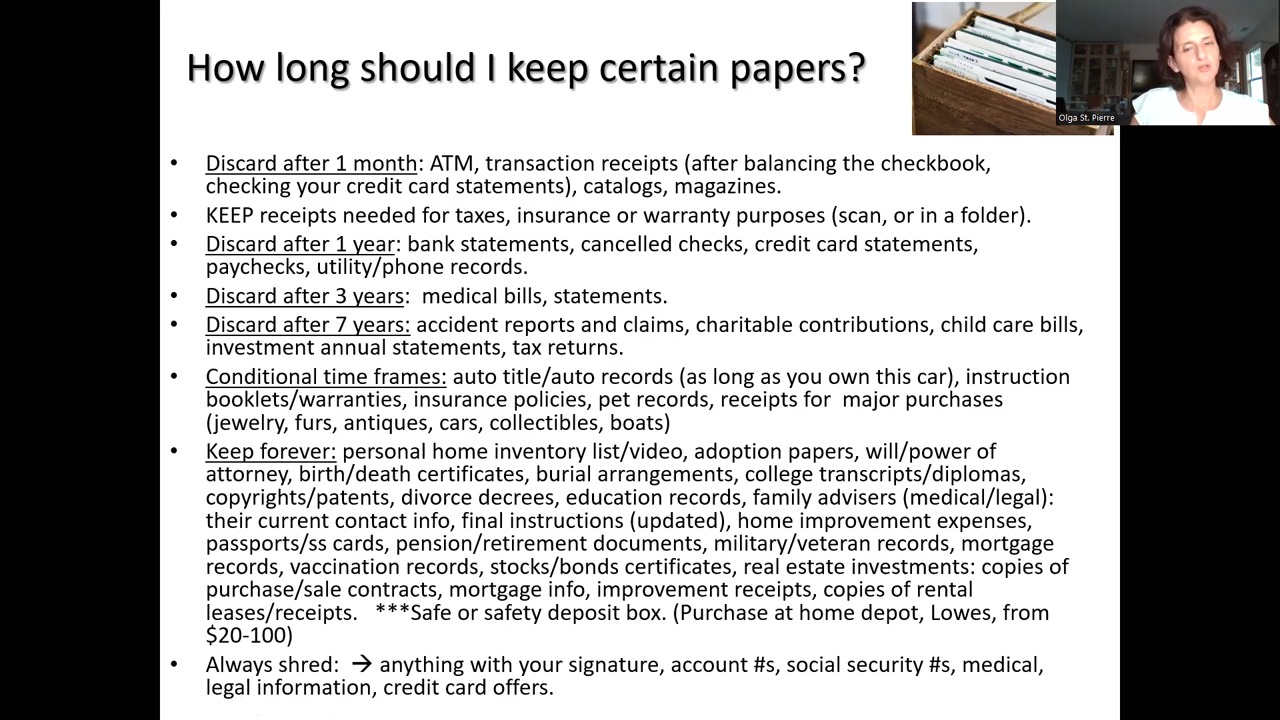 How long should I keep certain papers?
Olga St. Pierre
• Discard after 1 month: ATM, transaction receipts (after balancing the checkbook,
checking your credit card statements), catalogs, magazines.
• KEEP receipts needed for taxes, insurance or warranty purposes (scan, or in a folder).
• Discard after 1 year: bank statements, cancelled checks, credit card statements,
paychecks, utility/phone records.
• Discard after 3 years:  medical bills, statements.
• Discard after 7 years: accident reports and claims, charitable contributions, child care bills,
investment annual statements, tax returns.
• Conditional time frames: auto title/auto records (as long as you own this car), instruction
booklets/warranties, insurance policies, pet records, receipts for  major purchases
(jewelry, furs, antiques, cars, collectibles, boats)
• Keep forever: personal home inventory list/video, adoption papers, will/power of
attorney, birth/death certificates, burial arrangements, college transcripts/diplomas,
copyrights/patents, divorce decrees, education records, family advisers (medical/legal):
their current contact info, final instructions (updated), home improvement expenses,
passports/ss cards, pension/retirement documents, military/veteran records, mortgage
records, vaccination records, stocks/bonds certificates, real estate investments: copies of
purchase/sale contracts, mortgage info, improvement receipts, copies of rental
leases/receipts.   ***Safe or safety deposit box. (Purchase at home depot, Lowes, from
$20-100)
• Always shred:  → anything with your signature, account #s, social security #s, medical,
legal information, credit card offers.